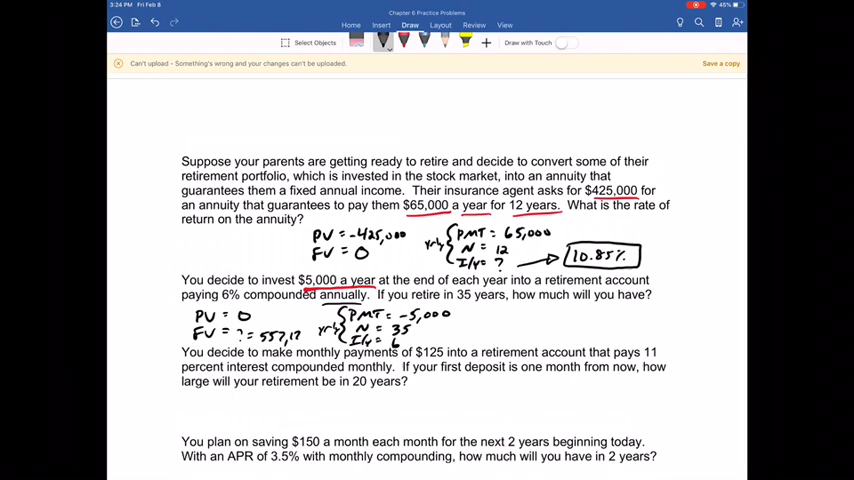 3:24 PM Fri Feb 8
Chapter 6 Practice Problems
45%
Home Insert Draw Layout Review View
Select Objects
Draw with Touch
Can't upload - Something's wrong and your changes can't be uploaded.
Save a copy
Suppose your parents are getting ready to retire and decide to convert some of their
retirement portfolio, which is invested in the stock market, into an annuity that
guarantees them a fixed annual income. Their insurance agent asks for $425,000 for
an annuity that guarantees to pay them $65,000 a year for 12 years. What is the rate of
return on the annuity?
PV = -425,000
FV = 0
yrly
PMT = 65,000
N = 12
I/y = ?
10.85%
You decide to invest $5,000 a year at the end of each year into a retirement account
paying 6% compounded annually. If you retire in 35 years, how much will you have?
PV = 0
FV = ? = 557,17
yrly
PMT = -5,000
N = 35
I/y = 6
You decide to make monthly payments of $125 into a retirement account that pays 11
percent interest compounded monthly. If your first deposit is one month from now, how
large will your retirement be in 20 years?
You plan on saving $150 a month each month for the next 2 years beginning today.
With an APR of 3.5% with monthly compounding, how much will you have in 2 years?